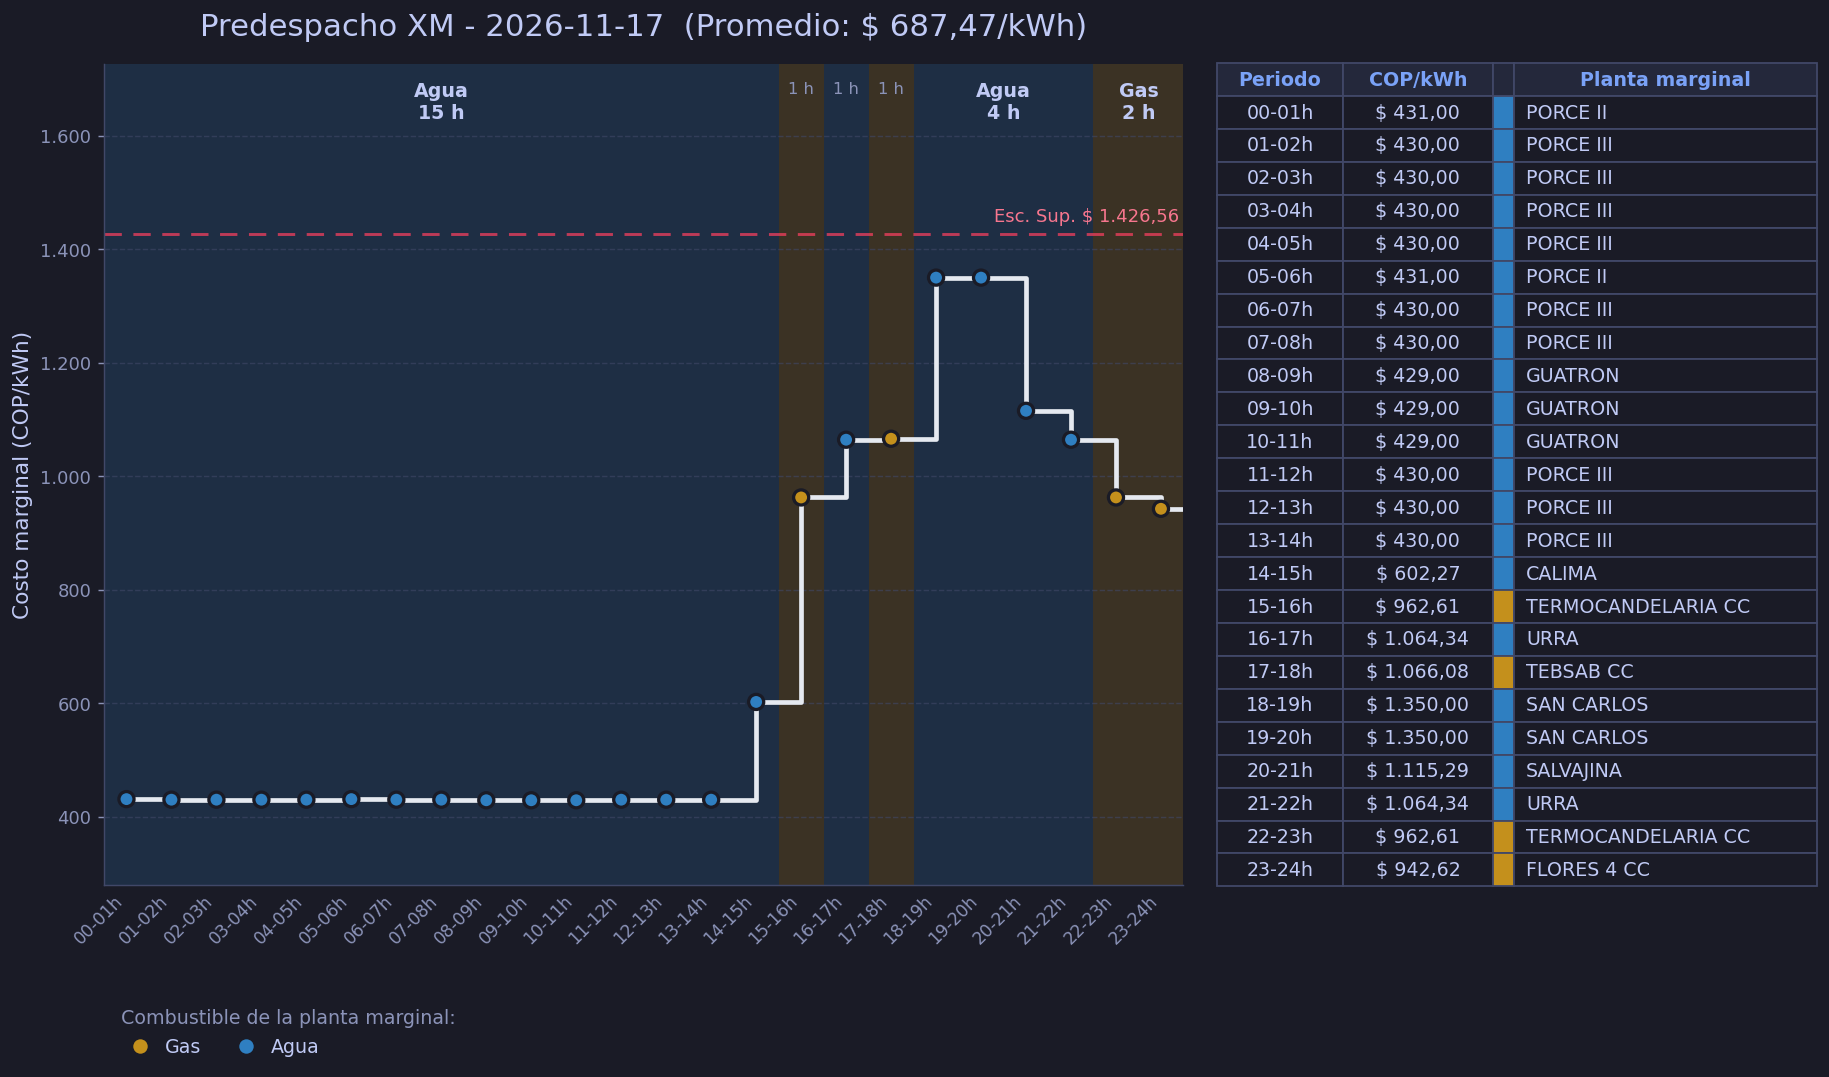 Predespacho XM - 2026-11-17  (Promedio: $ 687,47/kWh)
Agua
15 h
1 h
1 h
1 h
Agua
4 h
Gas
2 h
Esc. Sup. $ 1.426,56
Costo marginal (COP/kWh)
1.600
1.400
1.200
1.000
800
600
400
00-01h
01-02h
02-03h
03-04h
04-05h
05-06h
06-07h
07-08h
08-09h
09-10h
10-11h
11-12h
12-13h
13-14h
14-15h
15-16h
16-17h
17-18h
18-19h
19-20h
20-21h
21-22h
22-23h
23-24h
Combustible de la planta marginal:
Gas Agua
Periodo COP/kWh Planta marginal
00-01h $ 431,00 PORCE II
01-02h $ 430,00 PORCE III
02-03h $ 430,00 PORCE III
03-04h $ 430,00 PORCE III
04-05h $ 430,00 PORCE III
05-06h $ 431,00 PORCE II
06-07h $ 430,00 PORCE III
07-08h $ 430,00 PORCE III
08-09h $ 429,00 GUATRON
09-10h $ 429,00 GUATRON
10-11h $ 429,00 GUATRON
11-12h $ 430,00 PORCE III
12-13h $ 430,00 PORCE III
13-14h $ 430,00 PORCE III
14-15h $ 602,27 CALIMA
15-16h $ 962,61 TERMOCANDELARIA CC
16-17h $ 1.064,34 URRA
17-18h $ 1.066,08 TEBSAB CC
18-19h $ 1.350,00 SAN CARLOS
19-20h $ 1.350,00 SAN CARLOS
20-21h $ 1.115,29 SALVAJINA
21-22h $ 1.064,34 URRA
22-23h $ 962,61 TERMOCANDELARIA CC
23-24h $ 942,62 FLORES 4 CC